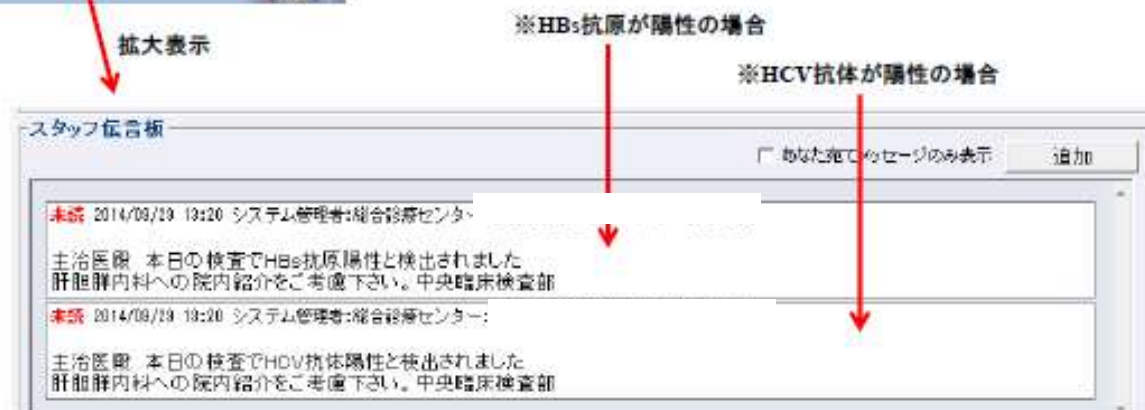 ※HBs抗原が陽性の場合
拡大表示
※HCV抗体が陽性の場合
スタッフ伝言板
あなた宛てメッセージのみ表示 追加
未読 2014/09/29 13:20 システム管理者:総合診療センター
主治医殿 本日の検査でHBs抗原陽性と検出されました
肝胆膵内科への院内紹介をご考慮下さい。中央臨床検査部
未読 2014/09/29 13:20 システム管理者:総合診療センター:
主治医殿 本日の検査でHCV抗体陽性と検出されました
肝胆膵内科への院内紹介をご考慮下さい。中央臨床検査部